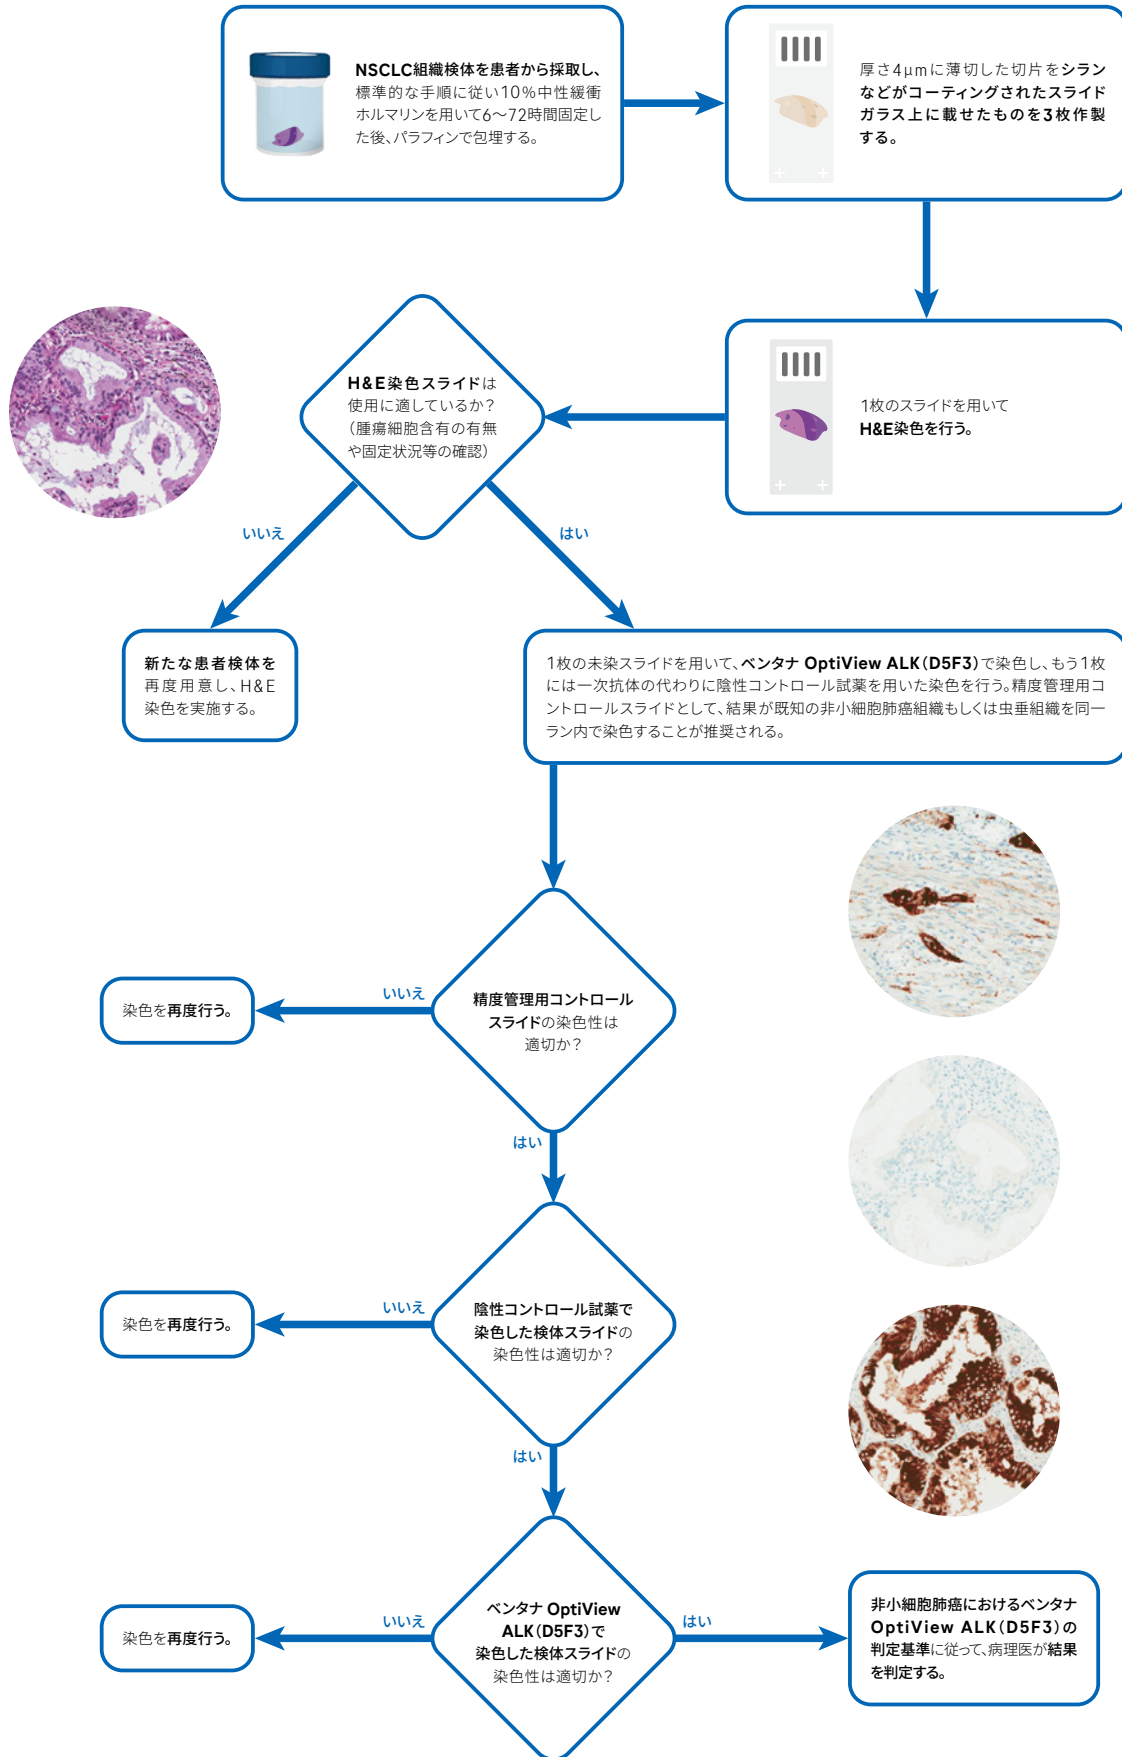 NSCLC組織検体を患者から採取し、
標準的な手順に従い10％中性緩衝
ホルマリンを用いて6〜72時間固定し
た後、パラフィンで包埋する。
厚さ4μmに薄切した切片をシラン
などがコーティングされたスライド
ガラス上に載せたものを3枚作製
する。
1枚のスライドを用いて
H&E染色を行う。
H&E染色スライドは
使用に適しているか？
（腫瘍細胞含有の有無
や固定状況等の確認）
いいえ
はい
新たな患者検体を
再度用意し、H&E
染色を実施する。
1枚の未染スライドを用いて、ベンタナ OptiView ALK（D5F3）で染色し、もう1枚
には一次抗体の代わりに陰性コントロール試薬を用いた染色を行う。精度管理用コ
ントロールスライドとして、結果が既知の非小細胞肺癌組織もしくは虫垂組織を同一
ラン内で染色することが推奨される。
精度管理用コントロール
スライドの染色性は
適切か？
いいえ
染色を再度行う。
はい
陰性コントロール試薬で
染色した検体スライドの
染色性は適切か？
いいえ
染色を再度行う。
はい
ベンタナ OptiView
ALK（D5F3）で
染色した検体スライドの
染色性は適切か？
いいえ
染色を再度行う。
はい
非小細胞肺癌におけるベンタナ
OptiView ALK（D5F3）の
判定基準に従って、病理医が結果
を判定する。